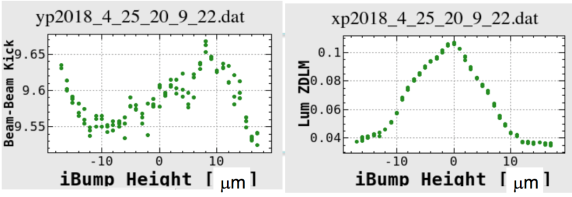 yp2018_4_25_20_9_22.dat
Beam-Beam Kick
9.65
9.6
9.55
-10 0 10
iBump Height [ μm ]
xp2018_4_25_20_9_22.dat
Lum ZDLM
0.1
0.08
0.06
0.04
-10 0 10
iBump Height [ μm ]